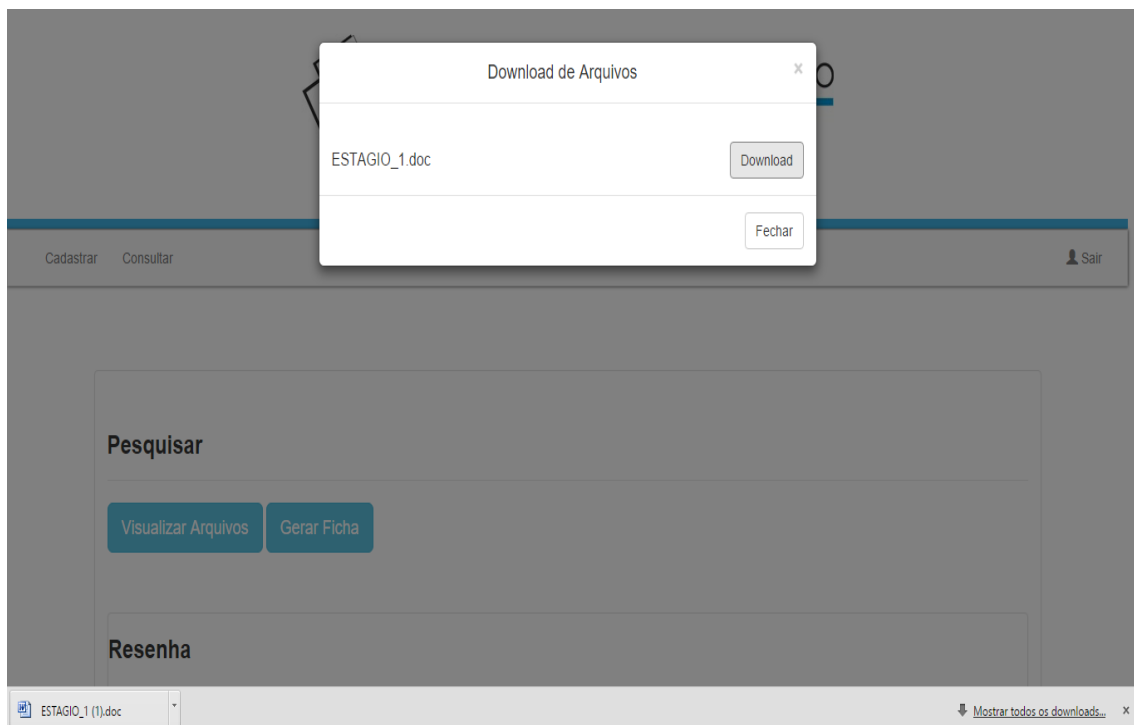 Download de Arquivos x
O
ESTAGIO_1.doc Download
Fechar
Cadastrar Consultar Sair
Pesquisar
Visualizar Arquivos Gerar Ficha
Resenha
ESTAGIO_1 (1).doc Mostrar todos os downloads... x